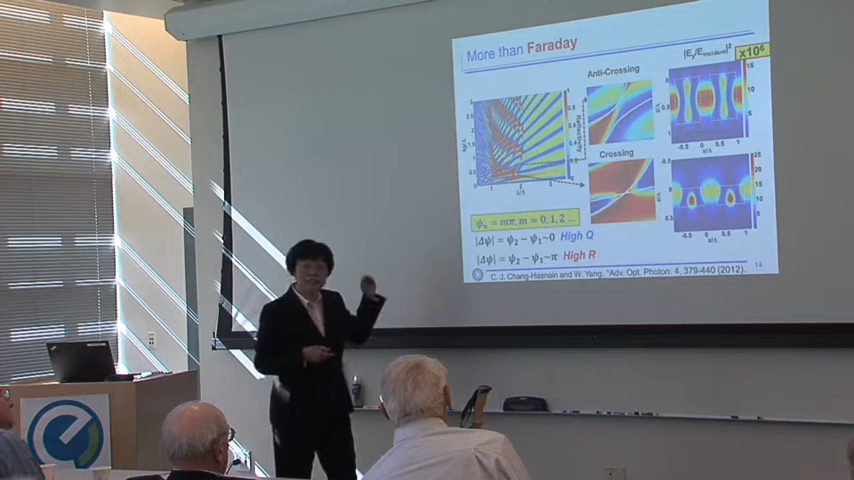 More than Faraday
Anti-Crossing
|Ey/Eincident|²
x10⁶
Reflectivity
Crossing
ψn = mπ, m = 0, 1, 2 ...
|Δψ| = ψ2 − ψ1~0 High Q
|Δψ| = ψ2 − ψ1~π High R
C. J. Chang-Hasnain & W. Yang, "Adv. Opt. Photon. 4, 379-440 (2012)
14